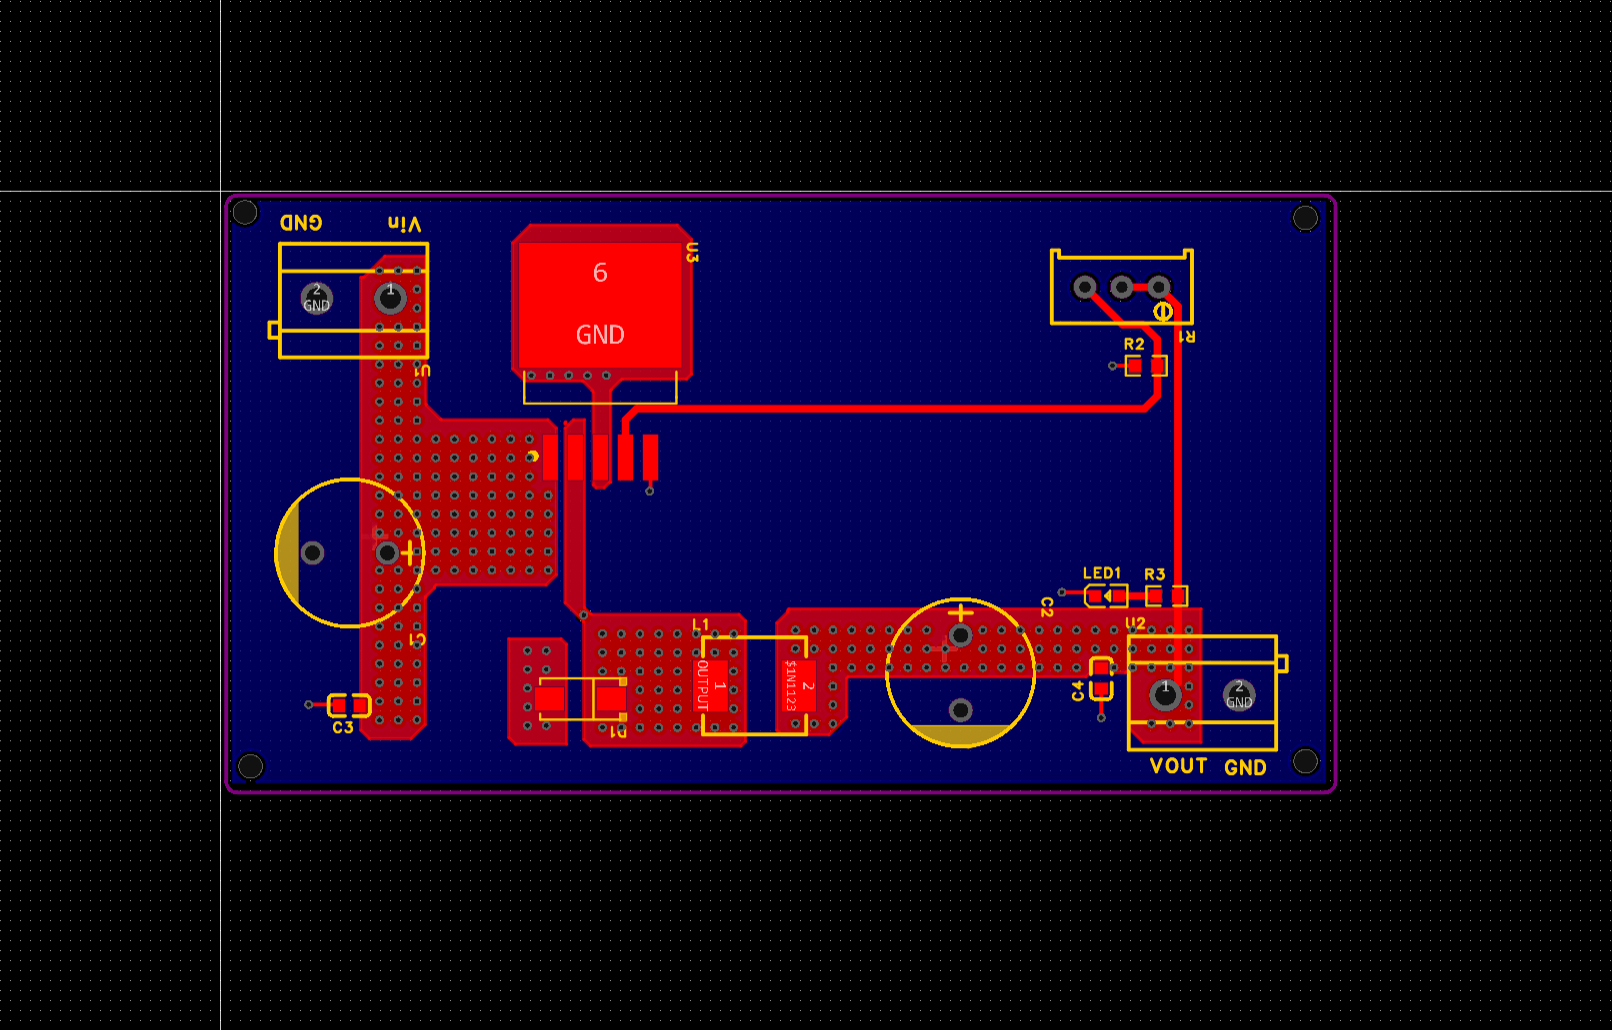 GND
Vin
U3
6
GND
2
GND
1
R1
R2
U1
LED1
R3
C2
U2
L1
C1
OUTPUT
1
$1N1123
2
C4
1
2
GND
C3
D1
VOUT
GND